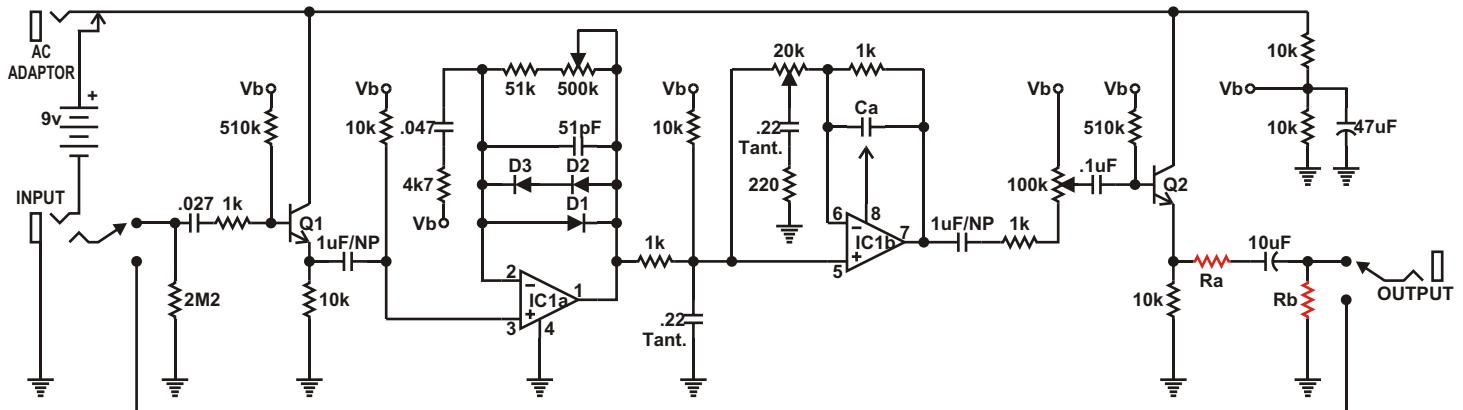 AC
ADAPTOR
+
9v
INPUT
.027
1k
2M2
Vb
510k
Q1
10k
1uF/NP
Vb
10k
.047
4k7
Vb
51k
500k
51pF
D3
D2
D1
2
3
−
+
IC1a
1
4
1k
Vb
10k
.22
Tant.
20k
.22
Tant.
220
1k
Ca
6
5
−
+
8
IC1b
7
1uF/NP
1k
Vb
100k
.1uF
Vb
510k
Q2
10k
Ra
10uF
Rb
OUTPUT
10k
Vb
10k
47uF